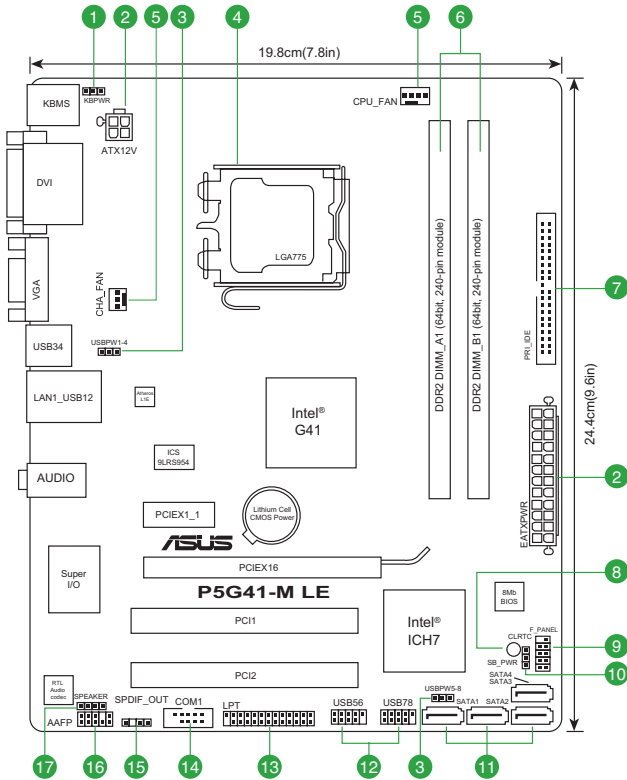 1
2
5
3
4
5
6
19.8cm(7.8in)
KBMS
KBPWR
ATX12V
CPU_FAN
DVI
LGA775
DDR2 DIMM_A1 (64bit, 240-pin module)
DDR2 DIMM_B1 (64bit, 240-pin module)
PRI_IDE
7
24.4cm(9.6in)
VGA
CHA_FAN
USB34
USBPW1-4
LAN1_USB12
Atheros
L1E
Intel®
G41
ICS
9LRS954
AUDIO
EATXPWR
2
PCIEX1_1
Lithium Cell
CMOS Power
ASUS
PCIEX16
P5G41-M LE
Super
I/O
8Mb
BIOS
8
PCI1
Intel®
ICH7
F_PANEL
CLRTC
9
SB_PWR
10
PCI2
SATA4
SATA3
RTL
Audio
codec
SPEAKER
AAFP
SPDIF_OUT
COM1
LPT
USB56
USB78
USBPW5-8
SATA1
SATA2
17
16
15
14
13
12
3
11